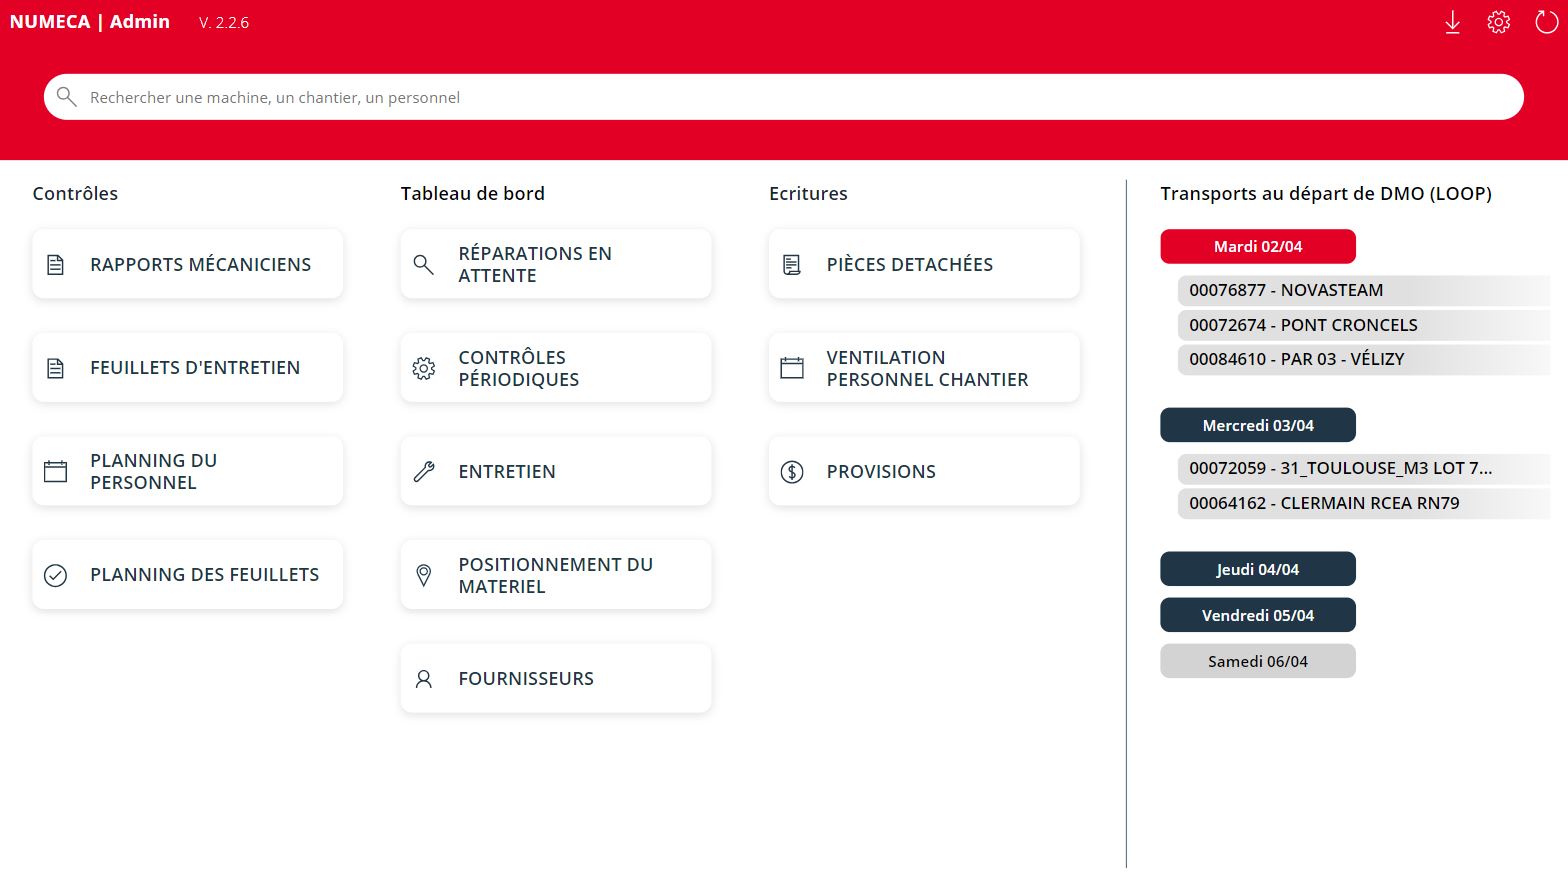 NUMECA | Admin V. 2.2.6
Rechercher une machine, un chantier, un personnel
Contrôles
RAPPORTS MÉCANICIENS
FEUILLETS D'ENTRETIEN
PLANNING DU
PERSONNEL
PLANNING DES FEUILLETS
Tableau de bord
RÉPARATIONS EN
ATTENTE
CONTRÔLES
PÉRIODIQUES
ENTRETIEN
POSITIONNEMENT DU
MATERIEL
FOURNISSEURS
Ecritures
PIÈCES DETACHÉES
VENTILATION
PERSONNEL CHANTIER
PROVISIONS
Transports au départ de DMO (LOOP)
Mardi 02/04
00076877 - NOVASTEAM
00072674 - PONT CRONCELS
00084610 - PAR 03 - VÉLIZY
Mercredi 03/04
00072059 - 31_TOULOUSE_M3 LOT 7...
00064162 - CLERMAIN RCEA RN79
Jeudi 04/04
Vendredi 05/04
Samedi 06/04